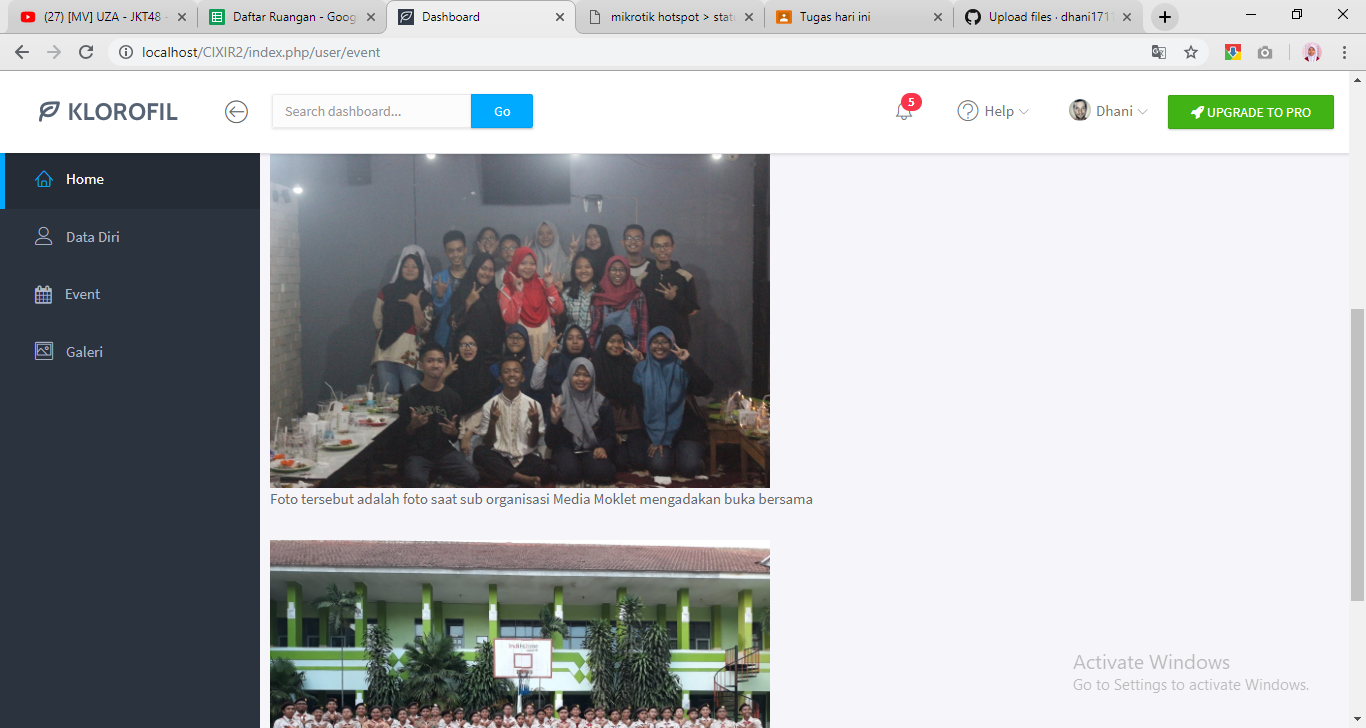 (27) [MV] UZA - JKT48 -
Daftar Ruangan - Goog
Dashboard
mikrotik hotspot > statu
Tugas hari ini
Upload files · dhani1711
localhost/CIXIR2/index.php/user/event
KLOROFIL
Search dashboard...
Go
5
Help
Dhani
UPGRADE TO PRO
Home
Data Diri
Event
Galeri
Foto tersebut adalah foto saat sub organisasi Media Moklet mengadakan buka bersama
Activate Windows
Go to Settings to activate Windows.